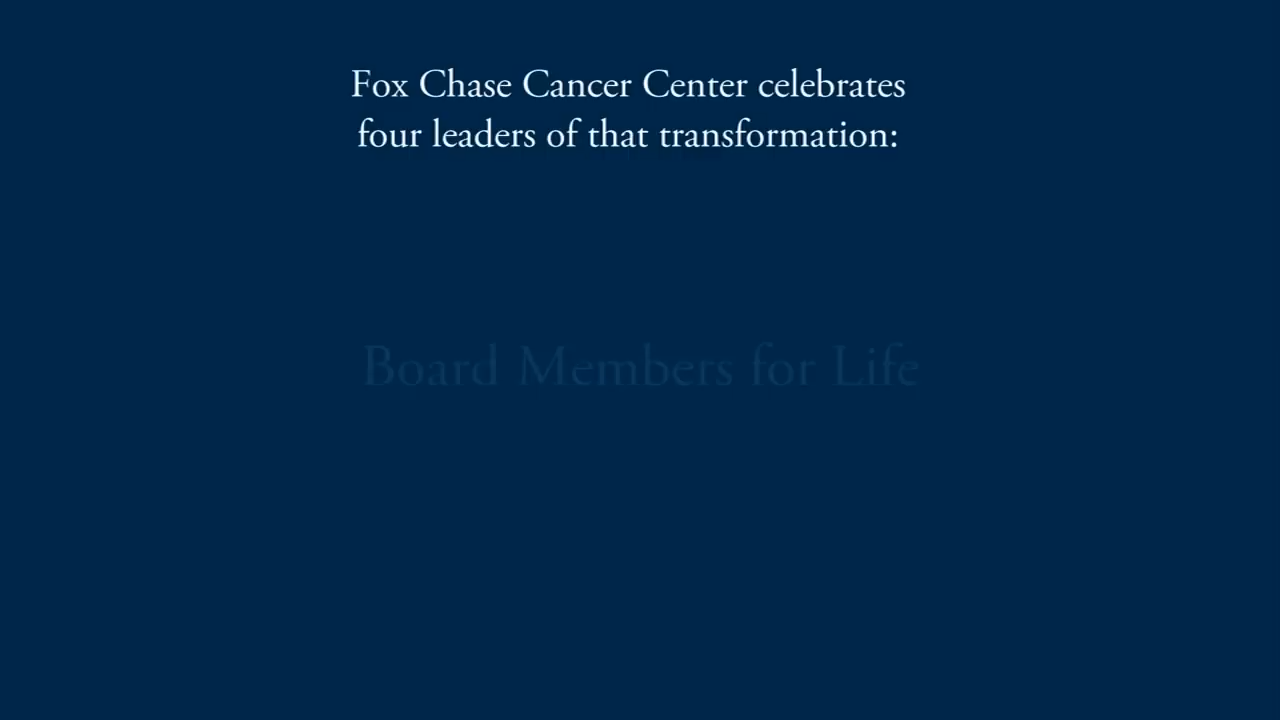 Fox Chase Cancer Center celebrates
four leaders of that transformation:
Board Members for Life